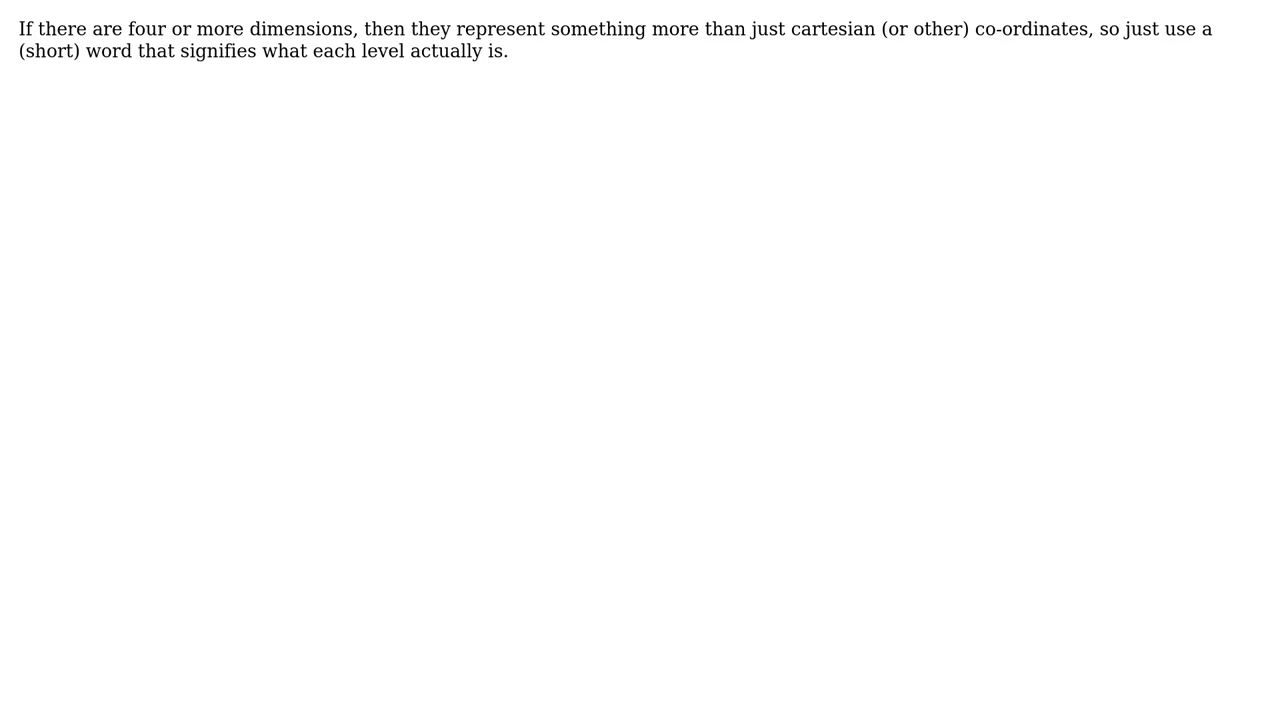 If there are four or more dimensions, then they represent something more than just cartesian (or other) co-ordinates, so just use a
(short) word that signifies what each level actually is.